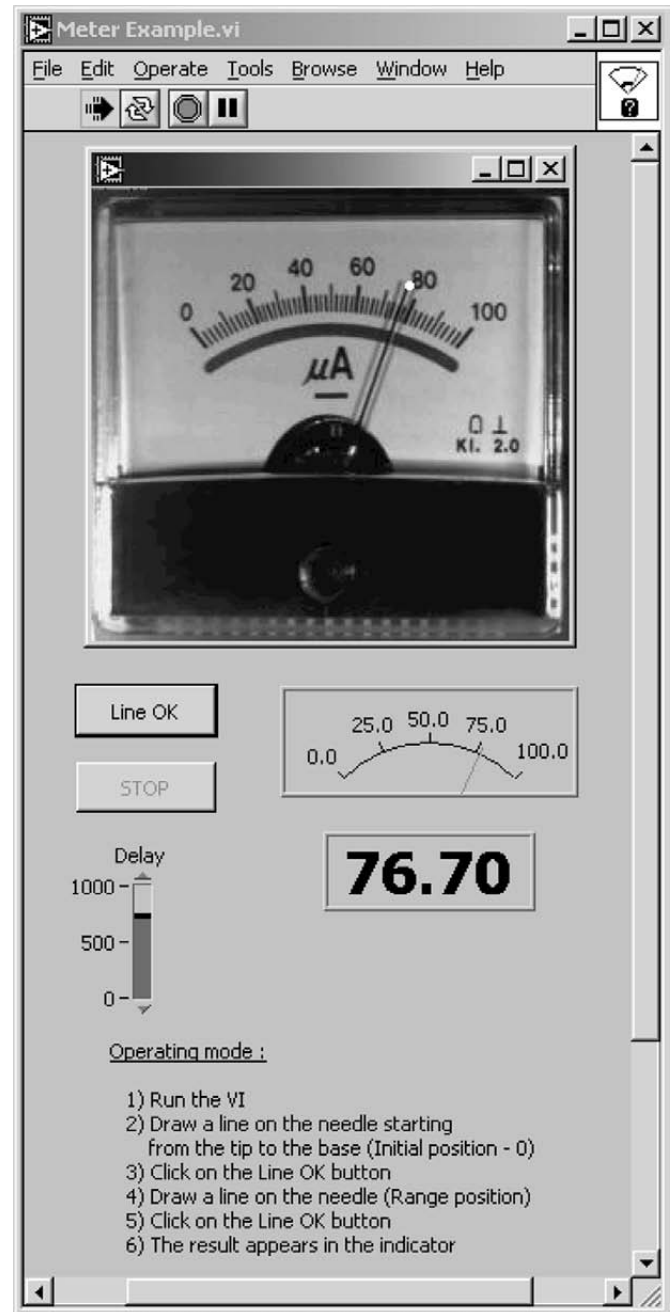 Meter Example.vi
File Edit Operate Tools Browse Window Help
0 20 40 60 80 100
µA
Kl. 2.0
Line OK
STOP
0.0 25.0 50.0 75.0 100.0
76.70
Delay
1000
500
0
Operating mode :
1) Run the VI
2) Draw a line on the needle starting
from the tip to the base (Initial position - 0)
3) Click on the Line OK button
4) Draw a line on the needle (Range position)
5) Click on the Line OK button
6) The result appears in the indicator